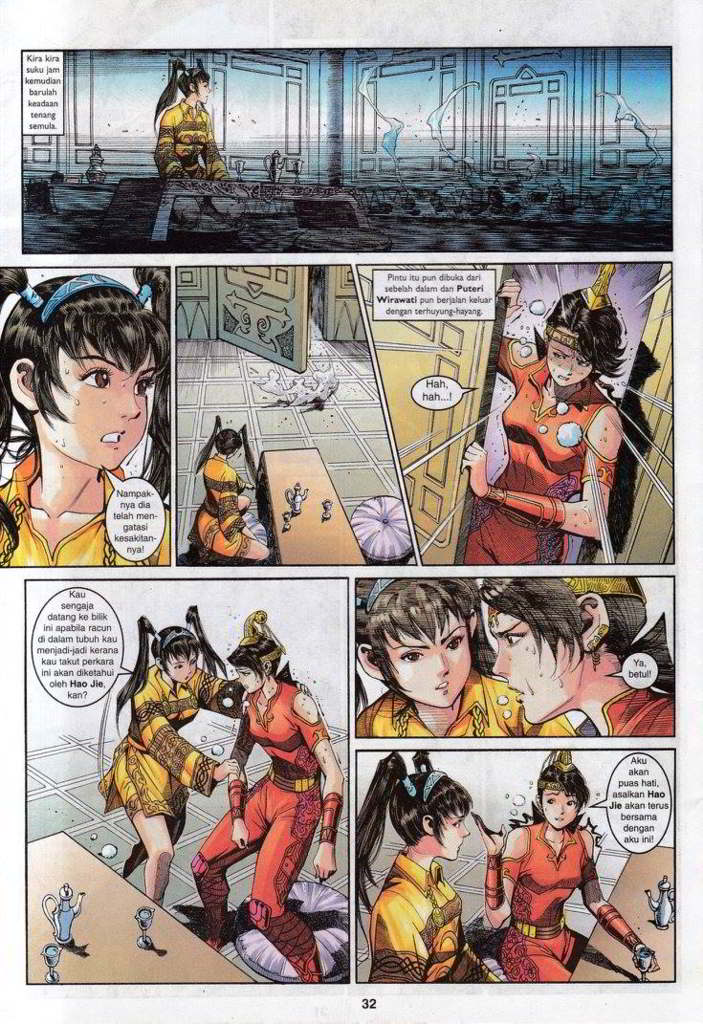 Kira kira
suku jam
kemudian
barulah
keadaan
tenang
semula.
Nampak-
nya dia
telah men-
gatasi
kesakitan-
nya!
Pintu itu pun dibuka dari
sebelah dalam dan Puteri
Wirawati pun berjalan keluar
dengan terhuyung-hayang.
Hah,
hah...!
Kau
sengaja
datang ke bilik
ini apabila racun
di dalam tubuh kau
menjadi-jadi kerana
kau takut perkara
ini akan diketahui
oleh Hao Jie,
kan?
Ya,
betul!
Aku
akan
puas hati,
asalkan Hao
Jie akan terus
bersama
dengan
aku ini!
32